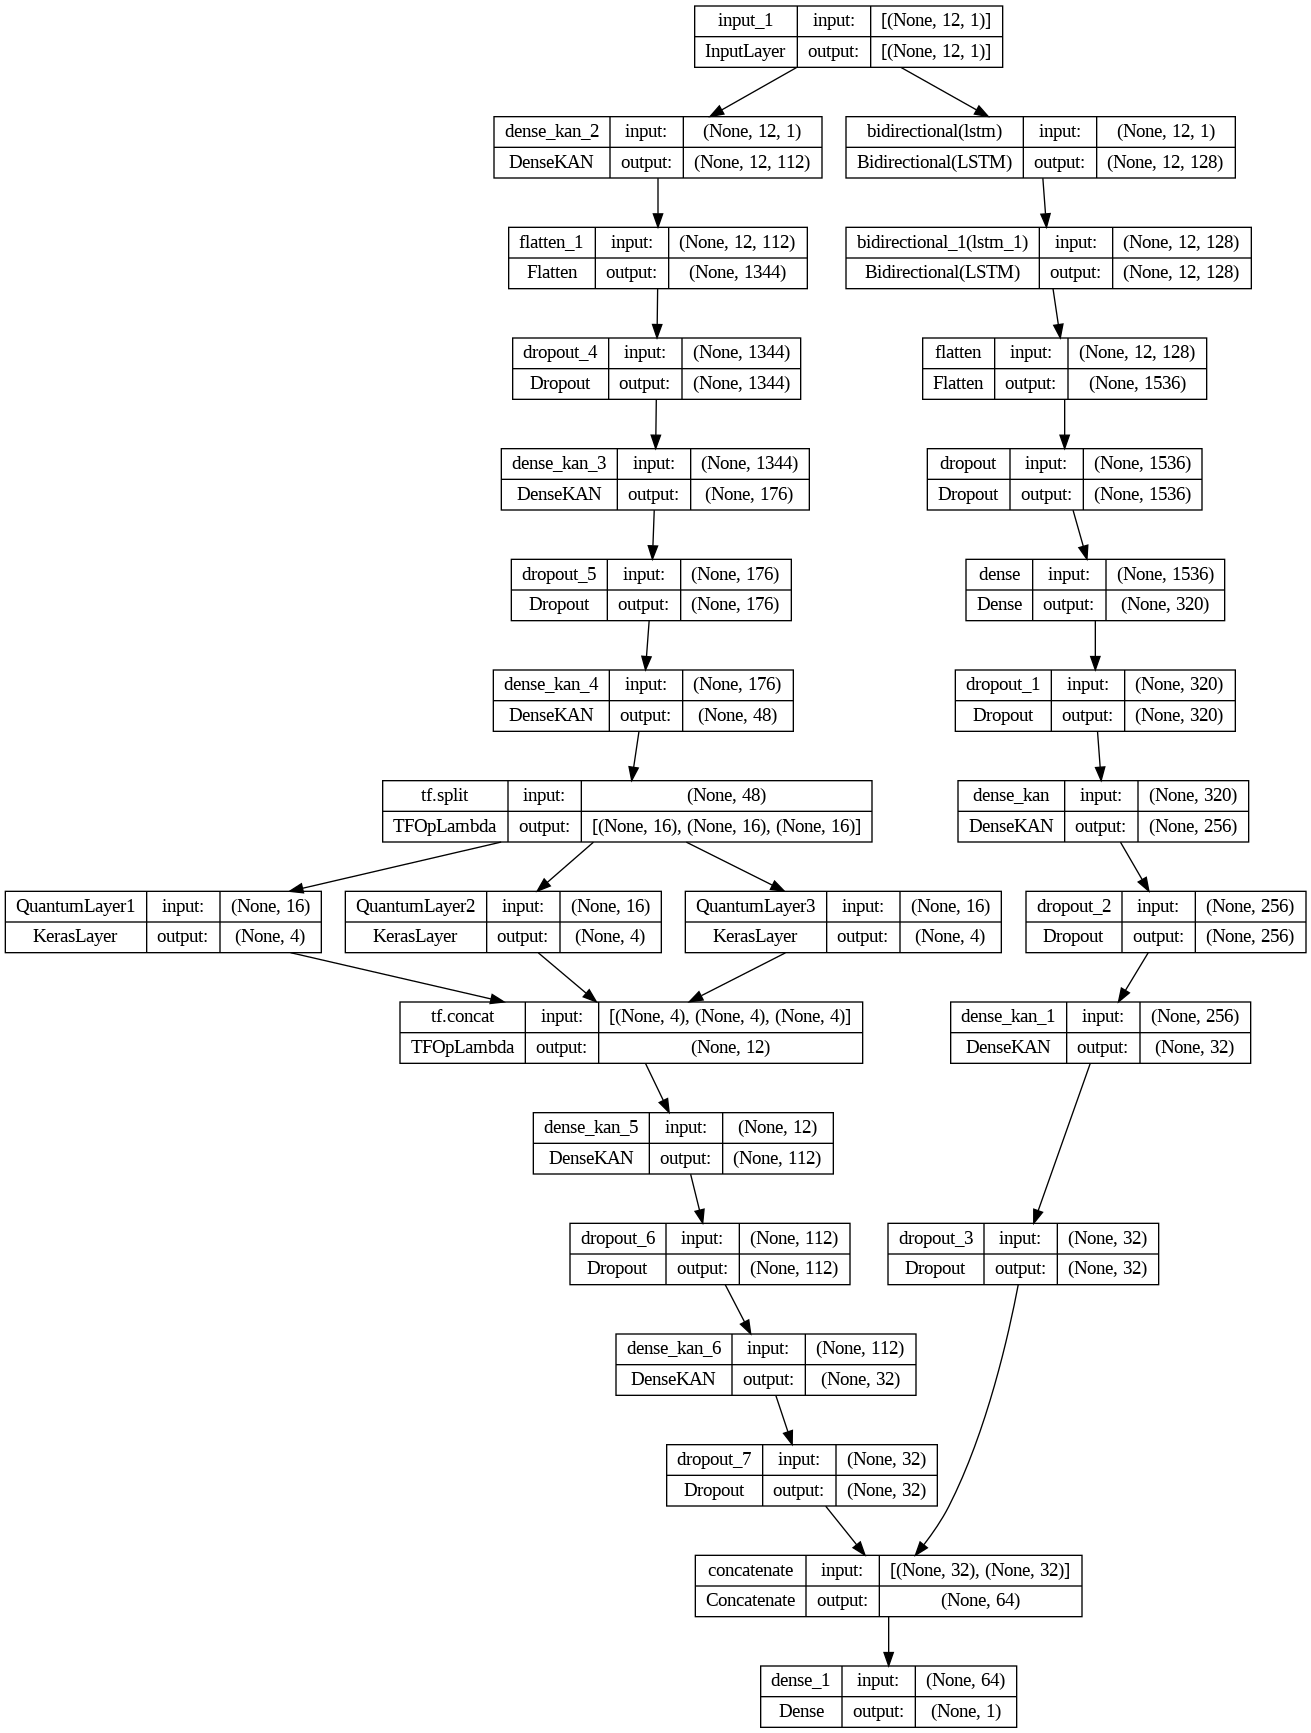 input_1 input: [(None, 12, 1)]
InputLayer output: [(None, 12, 1)]
dense_kan_2 input: (None, 12, 1)
DenseKAN output: (None, 12, 112)
bidirectional(lstm) input: (None, 12, 1)
Bidirectional(LSTM) output: (None, 12, 128)
flatten_1 input: (None, 12, 112)
Flatten output: (None, 1344)
bidirectional_1(lstm_1) input: (None, 12, 128)
Bidirectional(LSTM) output: (None, 12, 128)
dropout_4 input: (None, 1344)
Dropout output: (None, 1344)
flatten input: (None, 12, 128)
Flatten output: (None, 1536)
dense_kan_3 input: (None, 1344)
DenseKAN output: (None, 176)
dropout input: (None, 1536)
Dropout output: (None, 1536)
dropout_5 input: (None, 176)
Dropout output: (None, 176)
dense input: (None, 1536)
Dense output: (None, 320)
dense_kan_4 input: (None, 176)
DenseKAN output: (None, 48)
dropout_1 input: (None, 320)
Dropout output: (None, 320)
tf.split input: (None, 48)
TFOpLambda output: [(None, 16), (None, 16), (None, 16)]
dense_kan input: (None, 320)
DenseKAN output: (None, 256)
QuantumLayer1 input: (None, 16)
KerasLayer output: (None, 4)
QuantumLayer2 input: (None, 16)
KerasLayer output: (None, 4)
QuantumLayer3 input: (None, 16)
KerasLayer output: (None, 4)
dropout_2 input: (None, 256)
Dropout output: (None, 256)
tf.concat input: [(None, 4), (None, 4), (None, 4)]
TFOpLambda output: (None, 12)
dense_kan_1 input: (None, 256)
DenseKAN output: (None, 32)
dense_kan_5 input: (None, 12)
DenseKAN output: (None, 112)
dropout_6 input: (None, 112)
Dropout output: (None, 112)
dropout_3 input: (None, 32)
Dropout output: (None, 32)
dense_kan_6 input: (None, 112)
DenseKAN output: (None, 32)
dropout_7 input: (None, 32)
Dropout output: (None, 32)
concatenate input: [(None, 32), (None, 32)]
Concatenate output: (None, 64)
dense_1 input: (None, 64)
Dense output: (None, 1)